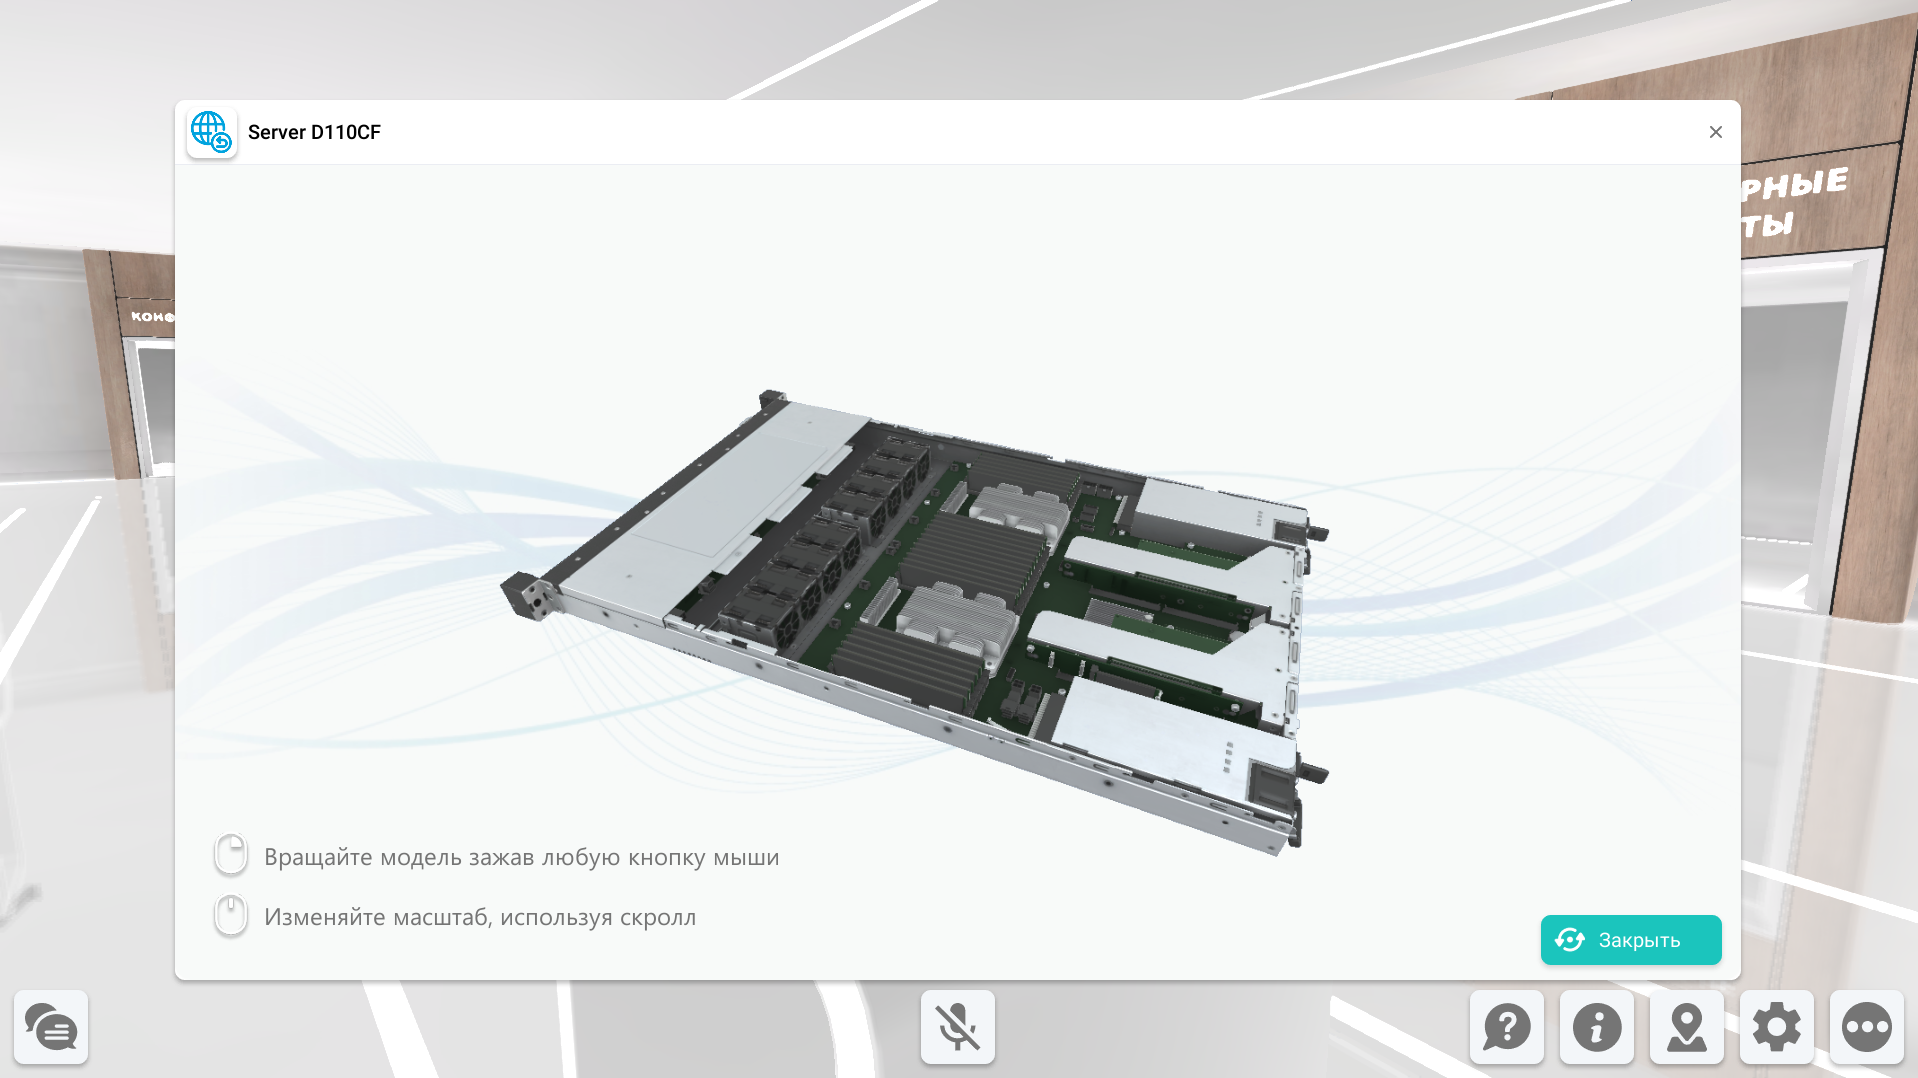 Server D110CF
РНЫЕ
ТЫ
КОНФ
Вращайте модель зажав любую кнопку мыши
Изменяйте масштаб, используя скролл
Закрыть